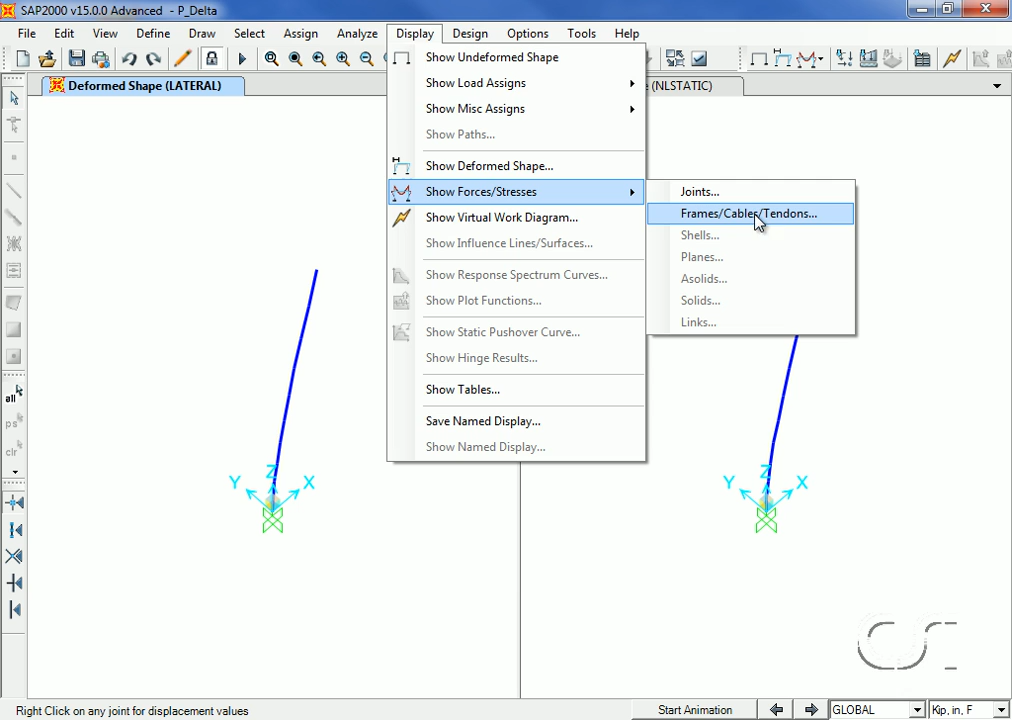 SAP2000 v15.0.0 Advanced - P_Delta
File Edit View Define Draw Select Assign Analyze Display Design Options Tools Help
Deformed Shape (LATERAL)
(NLSTATIC)
Show Undeformed Shape
Show Load Assigns
Show Misc Assigns
Show Paths...
Show Deformed Shape...
Show Forces/Stresses
Show Virtual Work Diagram...
Show Influence Lines/Surfaces...
Show Response Spectrum Curves...
Show Plot Functions...
Show Static Pushover Curve...
Show Hinge Results...
Show Tables...
Save Named Display...
Show Named Display...
Joints...
Frames/Cables/Tendons...
Shells...
Planes...
Asolids...
Solids...
Links...
all
ps
clr
Y Z X
Y Z X
CSI
Right Click on any joint for displacement values
Start Animation
GLOBAL
Kip, in, F